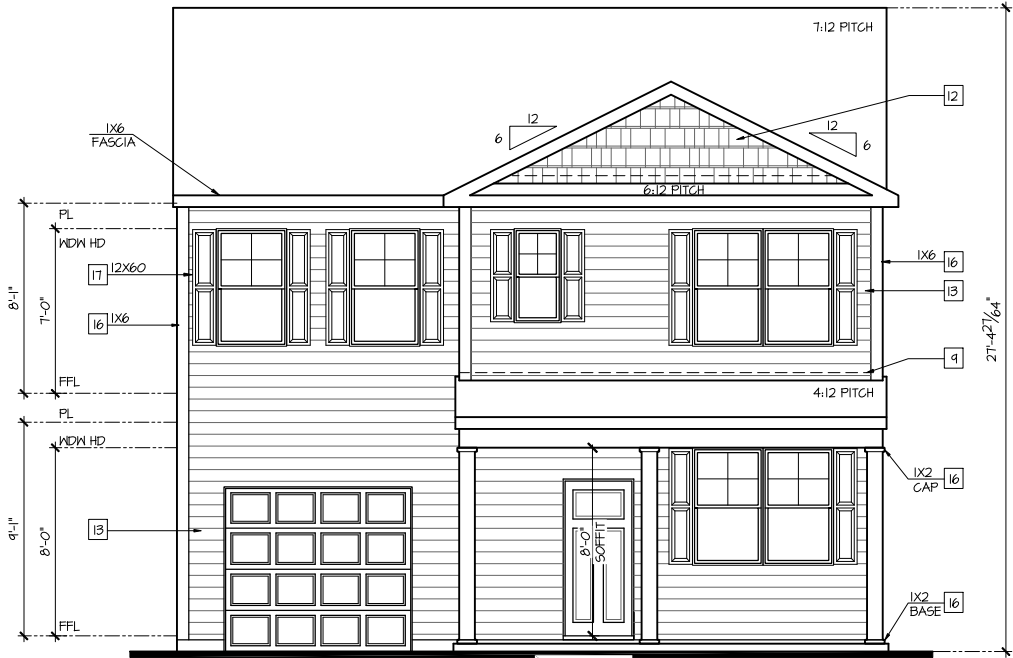 7:12 PITCH
12
12
6
12
6
1X6
FASCIA
6:12 PITCH
PL
WDW HD
17
12X60
16
1X6
8'-1"
7'-0"
1X6
16
13
27'-4 27/64"
9
FFL
4:12 PITCH
PL
WDW HD
1X2
CAP
16
13
9'-1"
8'-0"
8'-0"
SOFFIT
1X2
BASE
16
FFL